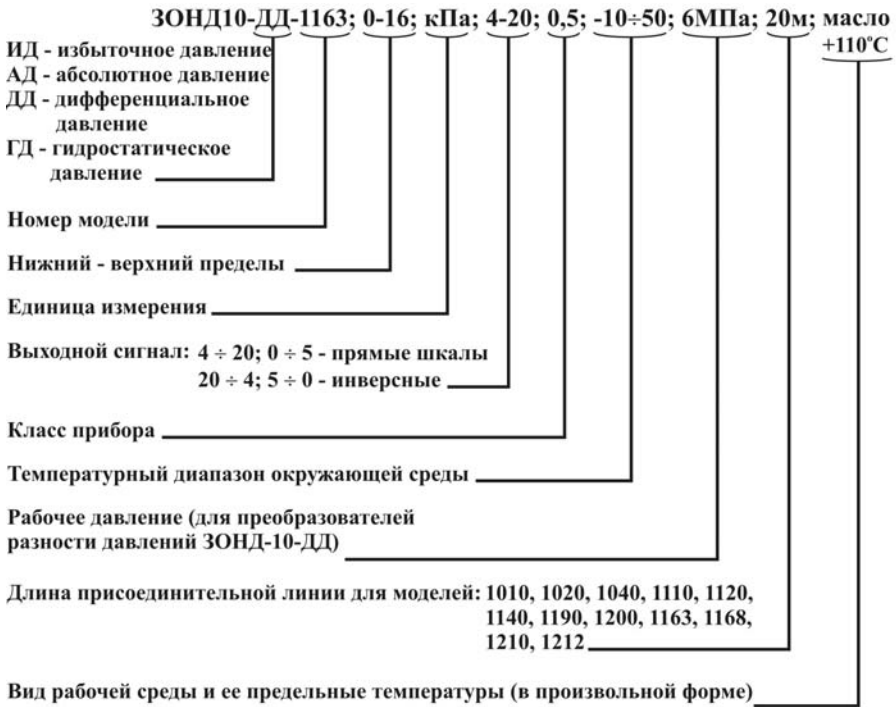 ЗОНД10-ДД-1163; 0-16; кПа; 4-20; 0,5; -10÷50; 6МПа; 20м; масло
+110°С
ИД - избыточное давление
АД - абсолютное давление
ДД - дифференциальное
давление
ГД - гидростатическое
давление
Номер модели
Нижний - верхний пределы
Единица измерения
Выходной сигнал: 4 ÷ 20; 0 ÷ 5 - прямые шкалы
20 ÷ 4; 5 ÷ 0 - инверсные
Класс прибора
Температурный диапазон окружающей среды
Рабочее давление (для преобразователей
разности давлений ЗОНД-10-ДД)
Длина присоединительной линии для моделей: 1010, 1020, 1040, 1110, 1120,
1140, 1190, 1200, 1163, 1168,
1210, 1212
Вид рабочей среды и ее предельные температуры (в произвольной форме)